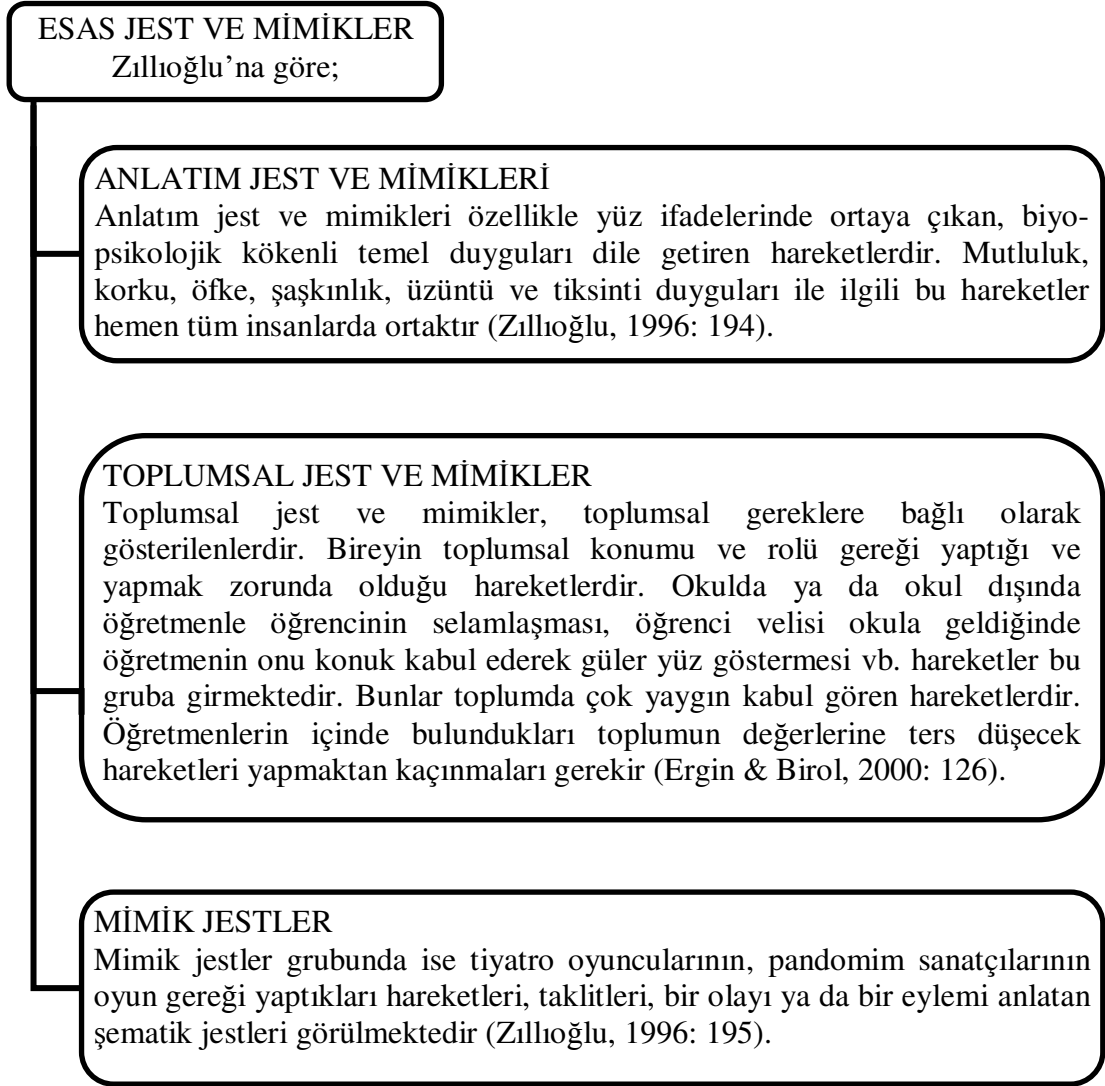 ESAS JEST VE MİMİKLER
Zıllıoğlu’na göre;
ANLATIM JEST VE MİMİKLERİ
Anlatım jest ve mimikleri özellikle yüz ifadelerinde ortaya çıkan, biyo-
psikolojik kökenli temel duyguları dile getiren hareketlerdir. Mutluluk,
korku, öfke, şaşkınlık, üzüntü ve tiksinti duyguları ile ilgili bu hareketler
hemen tüm insanlarda ortaktır (Zıllıoğlu, 1996: 194).
TOPLUMSAL JEST VE MİMİKLER
Toplumsal jest ve mimikler, toplumsal gereklere bağlı olarak
gösterilenlerdir. Bireyin toplumsal konumu ve rolü gereği yaptığı ve
yapmak zorunda olduğu hareketlerdir. Okulda ya da okul dışında
öğretmenle öğrencinin selamlaşması, öğrenci velisi okula geldiğinde
öğretmenin onu konuk kabul ederek güler yüz göstermesi vb. hareketler bu
gruba girmektedir. Bunlar toplumda çok yaygın kabul gören hareketlerdir.
Öğretmenlerin içinde bulundukları toplumun değerlerine ters düşecek
hareketleri yapmaktan kaçınmaları gerekir (Ergin & Birol, 2000: 126).
MİMİK JESTLER
Mimik jestler grubunda ise tiyatro oyuncularının, pandomim sanatçılarının
oyun gereği yaptıkları hareketleri, taklitleri, bir olayı ya da bir eylemi anlatan
şematik jestleri görülmektedir (Zıllıoğlu, 1996: 195).